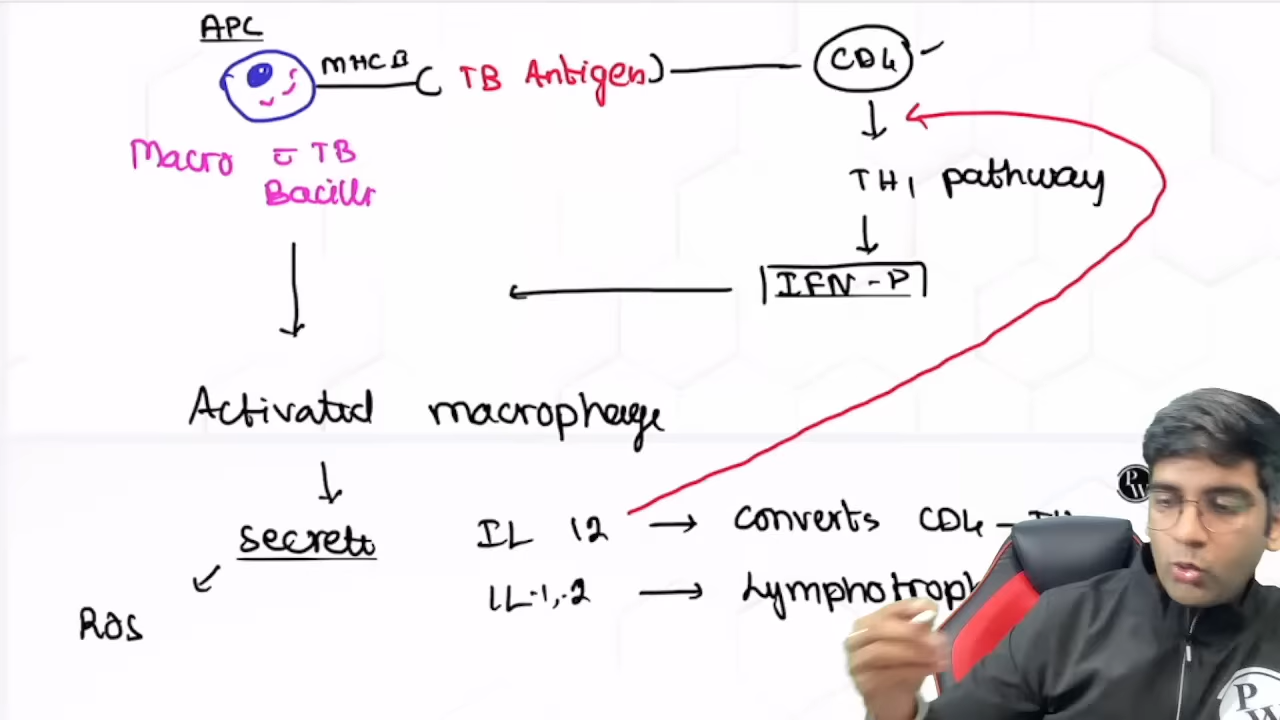 APC
MHC II ( TB Antigen) CD4
Macro c̄ TB
Bacilli
TH1 pathway
IFN-γ
Activated macrophage
secrete IL 12 → converts CD4 -
IL-1,-2 → Lymphotroph
ROS
P
W
P
W